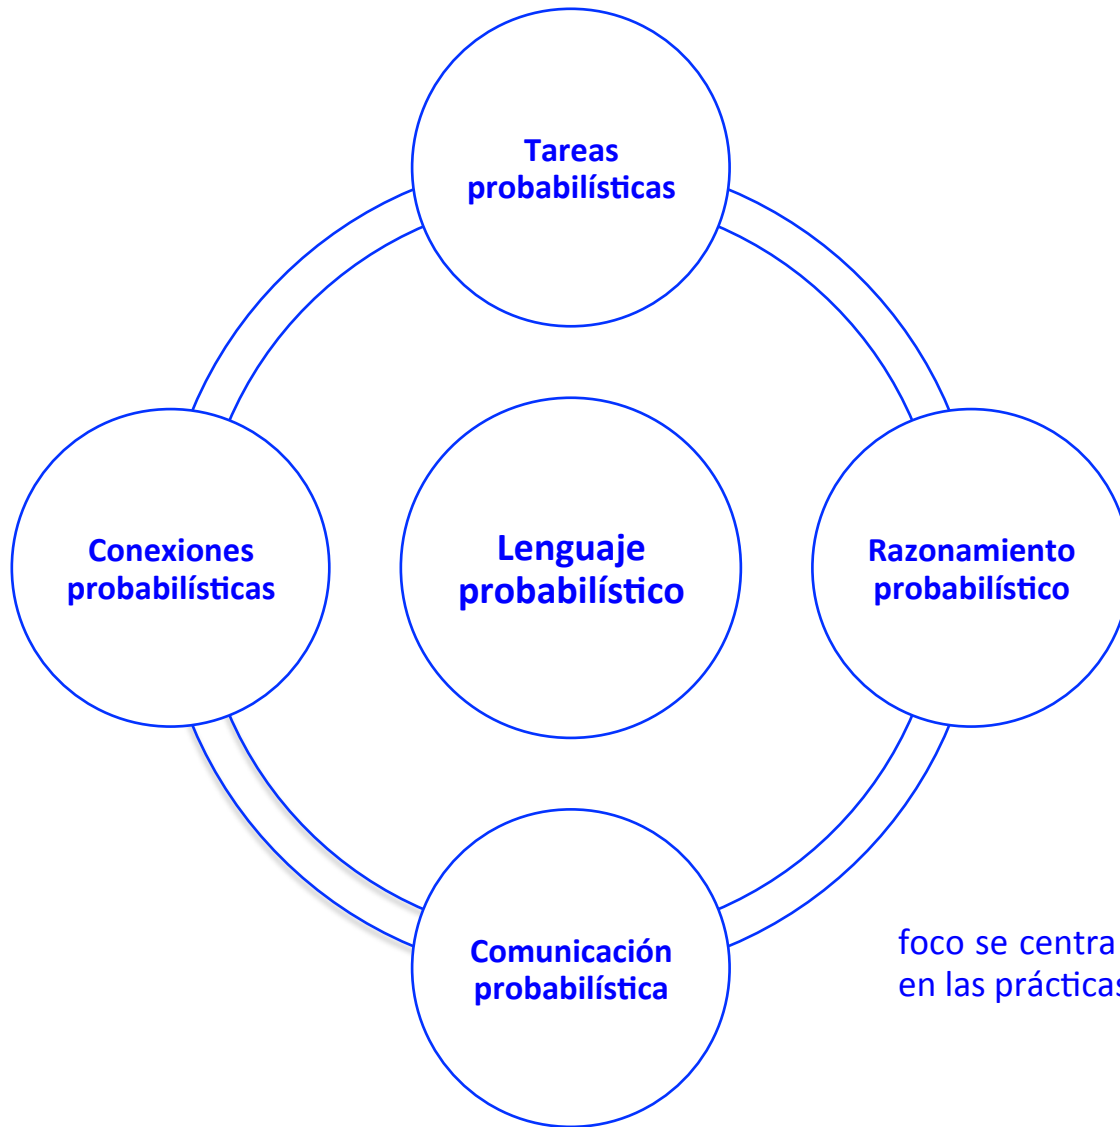 Tareas
probabilísticas
Conexiones
probabilísticas
Lenguaje
probabilístico
Razonamiento
probabilístico
Comunicación
probabilística
foco se centra
en las prácticas